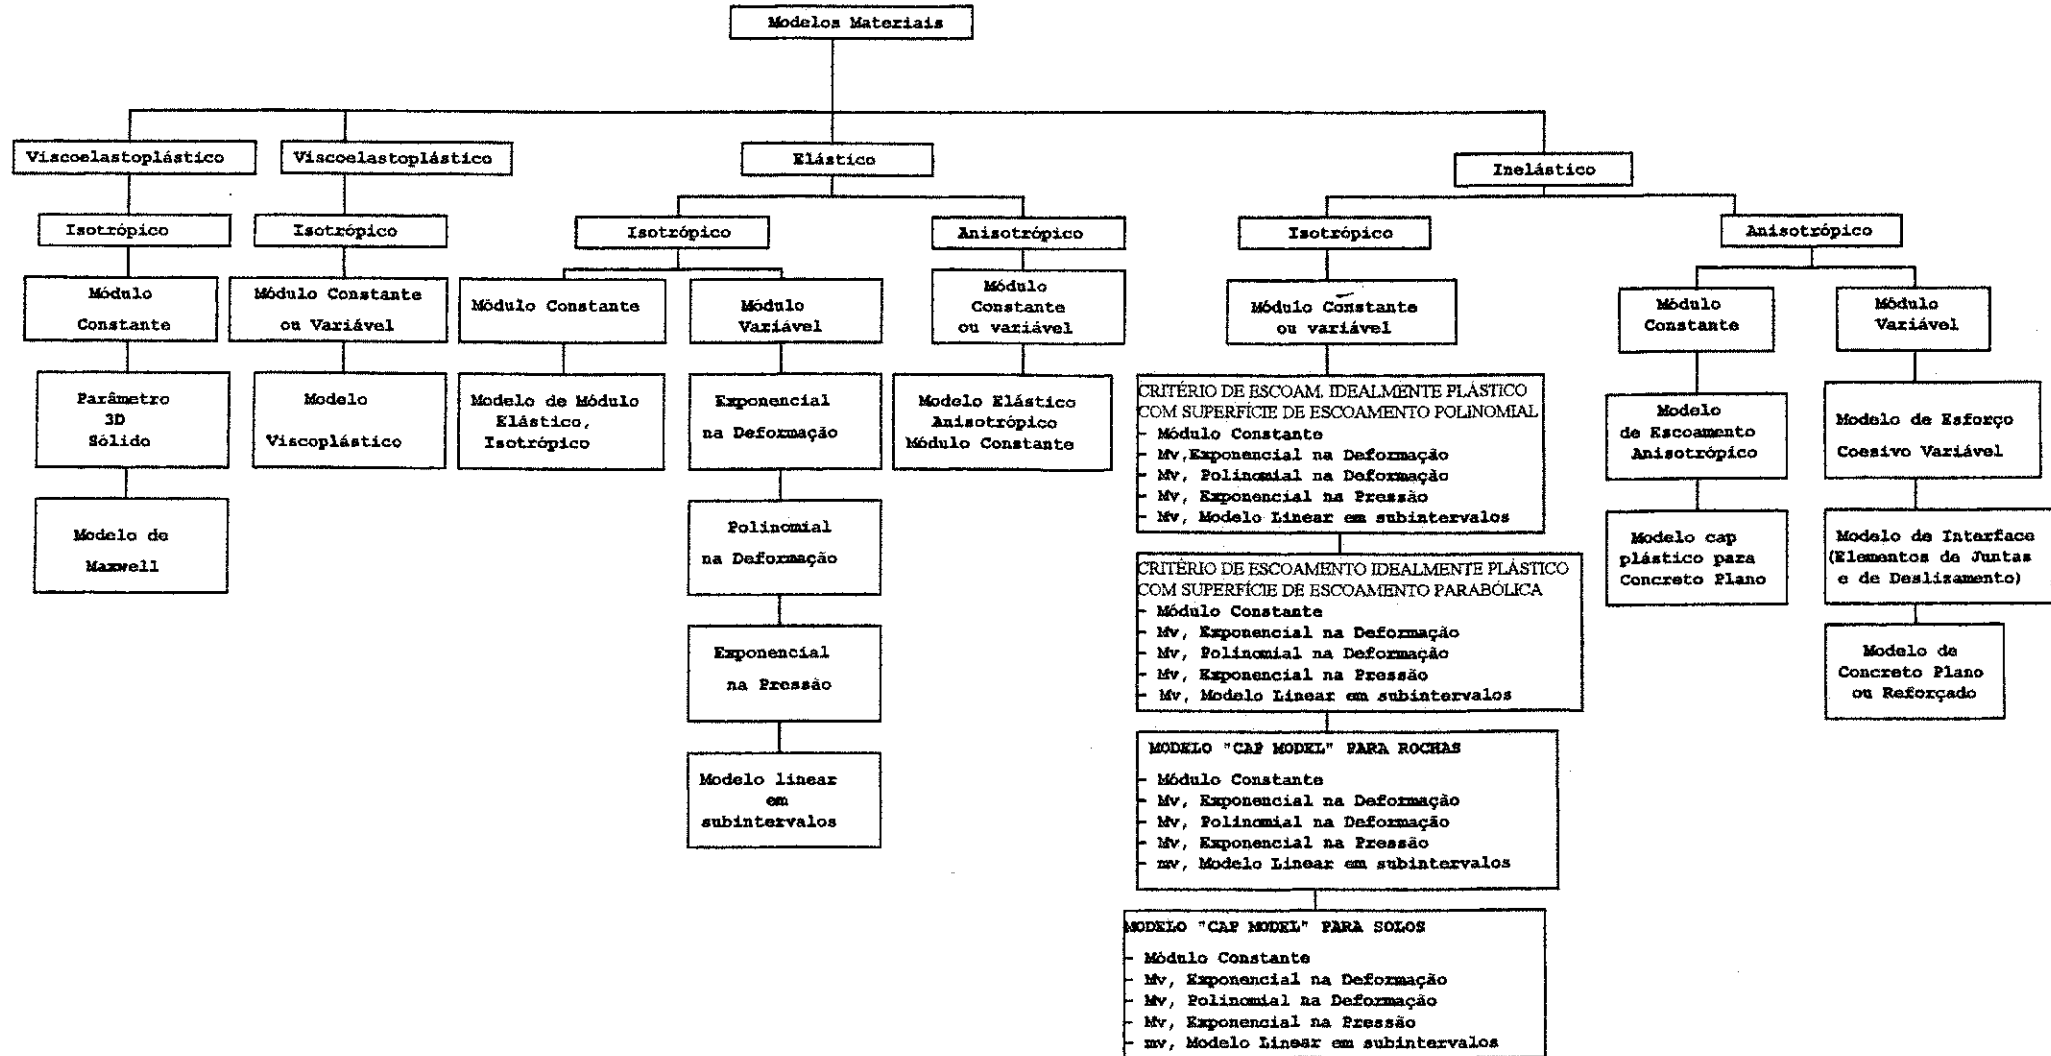 Modelos Materiais
Viscoelastoplástico
Viscoelastoplástico
Elástico
Inelástico
Isotrópico
Isotrópico
Isotrópico
Anisotrópico
Isotrópico
Anisotrópico
Módulo
Constante
Módulo Constante
ou Variável
Módulo Constante
Módulo
Variável
Módulo
Constante
ou variável
Módulo Constante
ou variável
Módulo
Constante
Módulo
Variável
Parâmetro
3D
Sólido
Modelo
Viscoplástico
Modelo de Módulo
Elástico,
Isotrópico
Exponencial
na Deformação
Modelo Elástico
Anisotrópico
Módulo Constante
CRITÉRIO DE ESCOAM. IDEALMENTE PLÁSTICO
COM SUPERFÍCIE DE ESCOAMENTO POLINOMIAL
- Módulo Constante
- Mv,Exponencial na Deformação
- Mv, Polinomial na Deformação
- Mv, Exponencial na Pressão
- Mv, Modelo Linear em subintervalos
Modelo
de Escoamento
Anisotrópico
Modelo de Esforço
Coesivo Variável
Modelo de
Maxwell
Polinomial
na Deformação
CRITÉRIO DE ESCOAMENTO IDEALMENTE PLÁSTICO
COM SUPERFÍCIE DE ESCOAMENTO PARABÓLICA
- Módulo Constante
- Mv, Exponencial na Deformação
- Mv, Polinomial na Deformação
- Mv, Exponencial na Pressão
- Mv, Modelo Linear em subintervalos
Modelo cap
plástico para
Concreto Plano
Modelo de Interface
(Elementos de Juntas
e de Deslizamento)
Exponencial
na Pressão
Modelo de
Concreto Plano
ou Reforçado
Modelo linear
em
subintervalos
MODELO "CAP MODEL" PARA ROCHAS
- Módulo Constante
- Mv, Exponencial na Deformação
- Mv, Polinomial na Deformação
- Mv, Exponencial na Pressão
- mv, Modelo Linear em subintervalos
MODELO "CAP MODEL" PARA SOLOS
- Módulo Constante
- Mv, Exponencial na Deformação
- Mv, Polinomial na Deformação
- Mv, Exponencial na Pressão
- mv, Modelo Linear em subintervalos